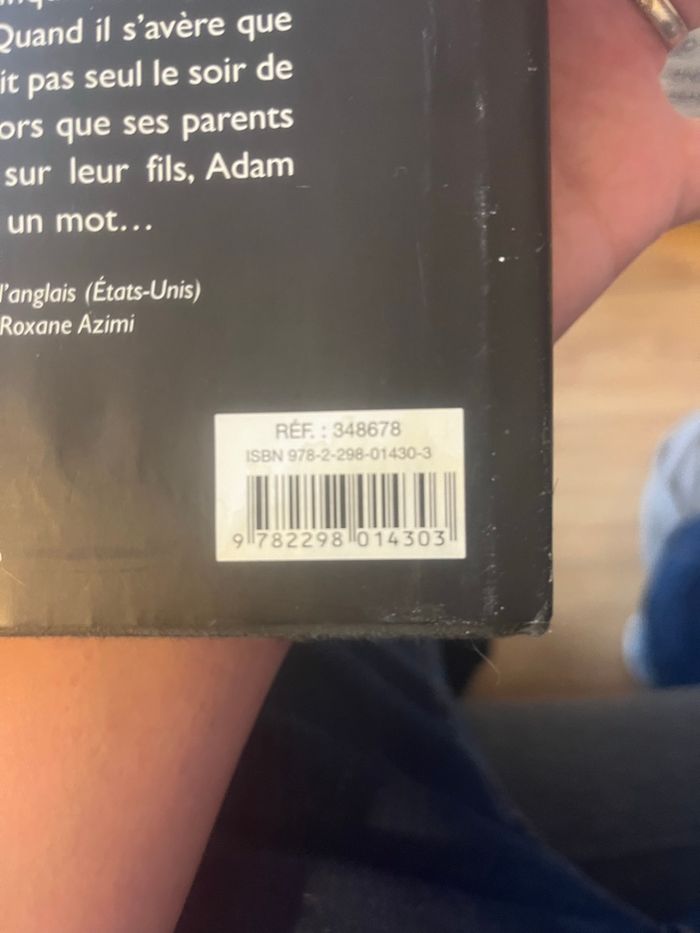 Quand il s'avère que
it pas seul le soir de
ors que ses parents
sur leur fils, Adam
un mot...
l'anglais (États-Unis)
Roxane Azimi
RÉF. : 348678
ISBN 978-2-298-01430-3
9 782298 014303